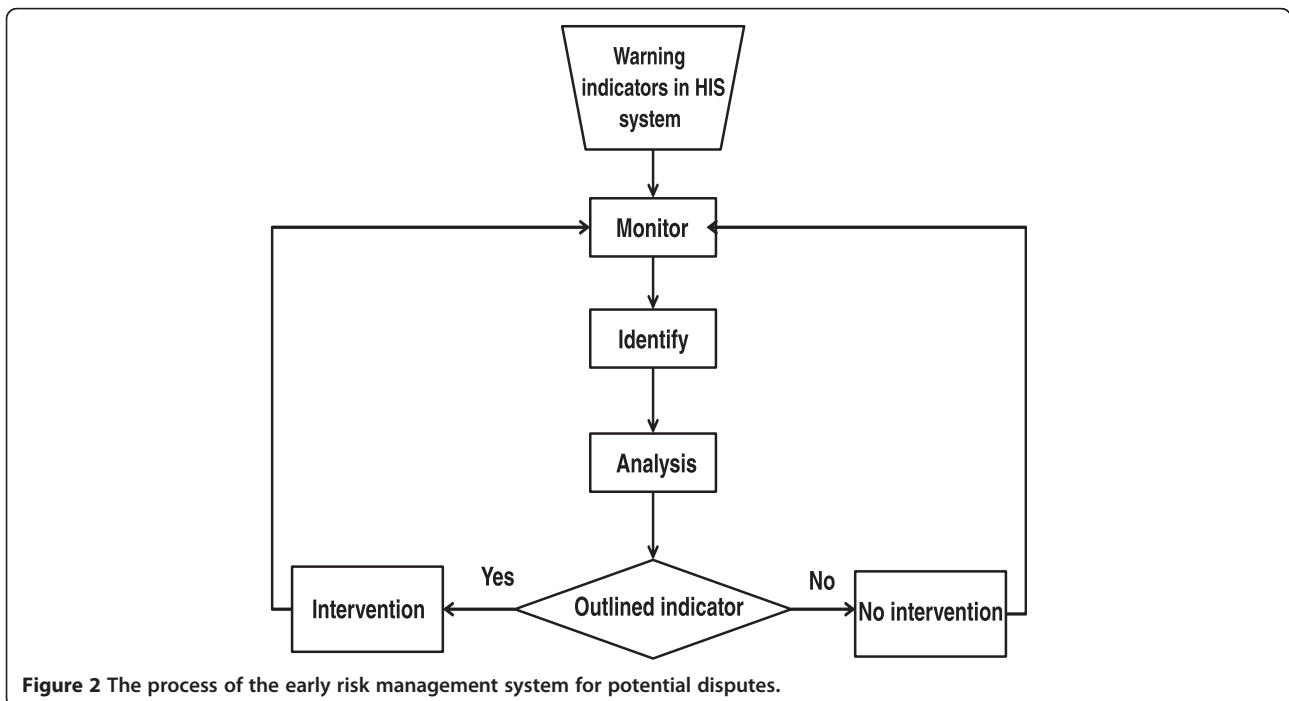 Warning
indicators in HIS
system
Monitor
Identify
Analysis
Yes
No
Intervention
Outlined indicator
No intervention
Figure 2 The process of the early risk management system for potential disputes.